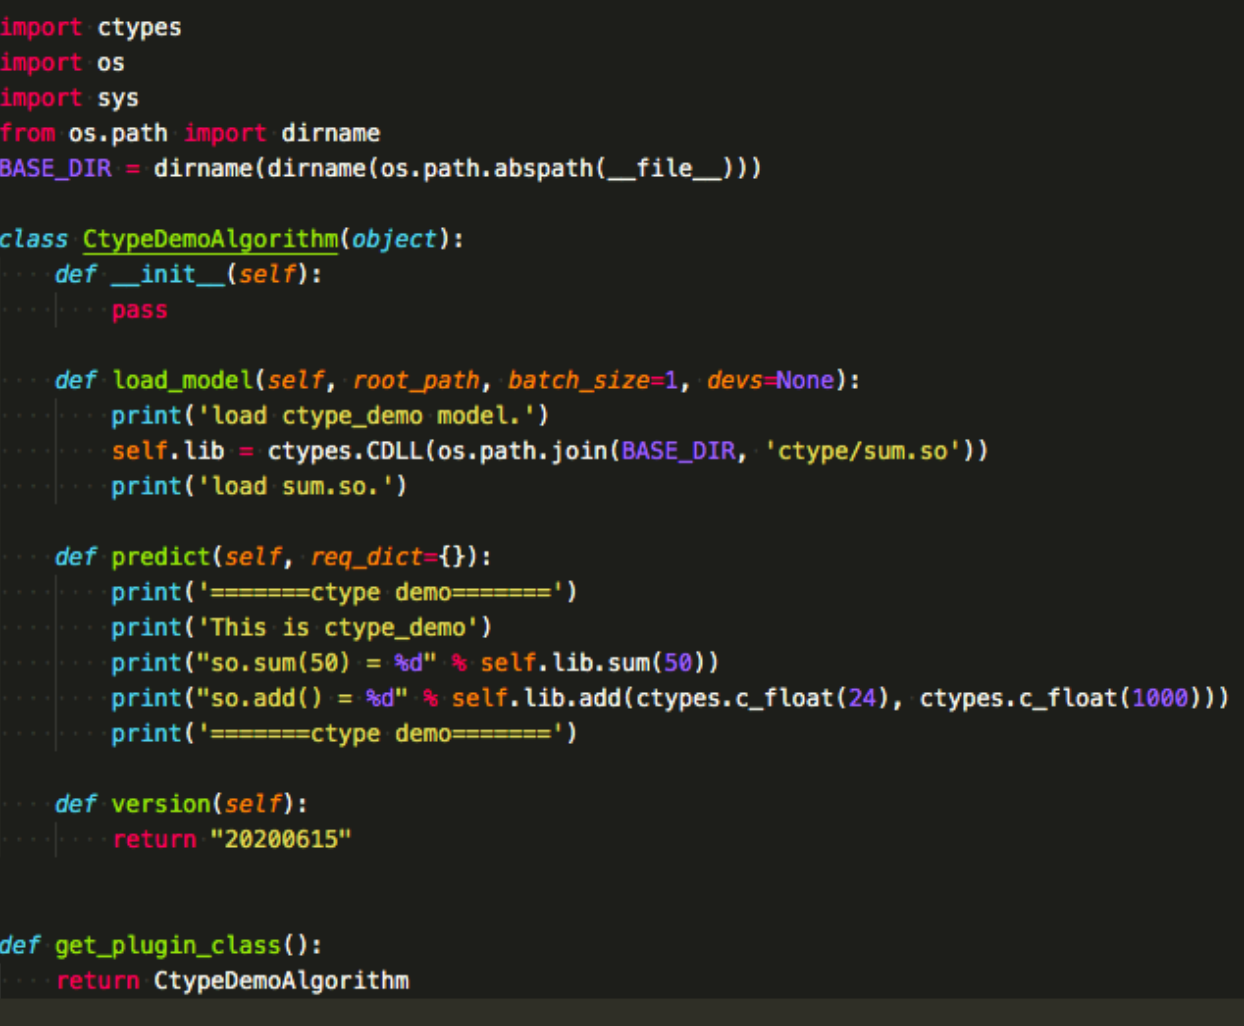 import ctypes
import os
import sys
from os.path import dirname
BASE_DIR = dirname(dirname(os.path.abspath(__file__)))

class CtypeDemoAlgorithm(object):
    def __init__(self):
        pass

    def load_model(self, root_path, batch_size=1, devs=None):
        print('load ctype_demo model.')
        self.lib = ctypes.CDLL(os.path.join(BASE_DIR, 'ctype/sum.so'))
        print('load sum.so.')

    def predict(self, req_dict={}):
        print('=======ctype demo=======')
        print('This is ctype_demo')
        print("so.sum(50) = %d" % self.lib.sum(50))
        print("so.add() = %d" % self.lib.add(ctypes.c_float(24), ctypes.c_float(1000)))
        print('=======ctype demo=======')

    def version(self):
        return "20200615"


def get_plugin_class():
    return CtypeDemoAlgorithm